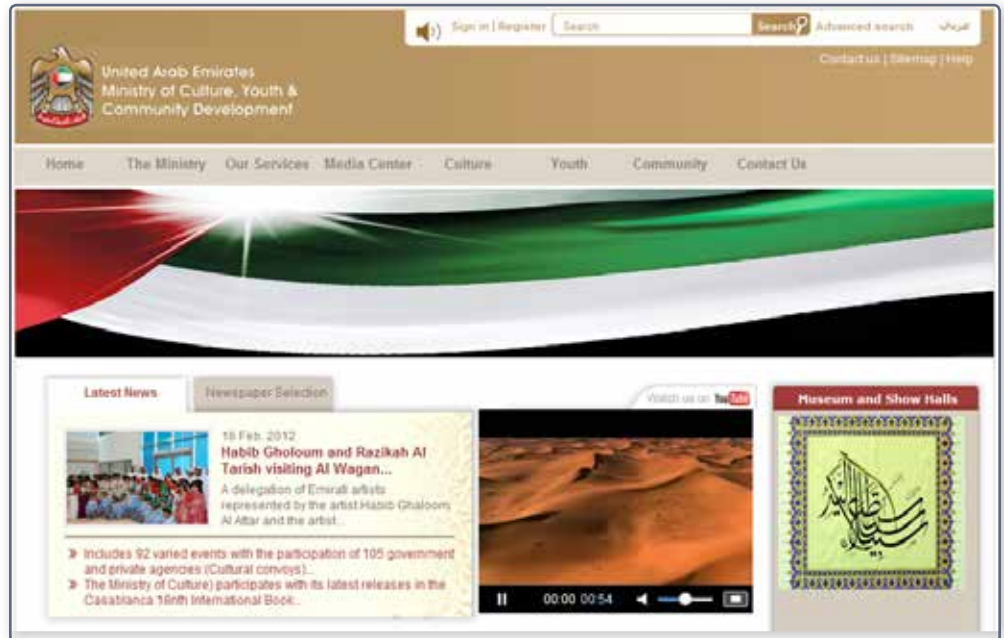 Sign in | Register Search Search Advanced search عربي
Contact us | Sitemap | Help
United Arab Emirates
Ministry of Culture, Youth &
Community Development
Home The Ministry Our Services Media Center Culture Youth Community Contact Us
Latest News Newspaper Selection
16 Feb, 2012
Habib Gholoum and Razikah Al
Tarish visiting Al Wagan...
A delegation of Emirati artists
represented by the artist Habib Ghaloom
Al Attar and the artist...
» Includes 92 varied events with the participation of 105 government
and private agencies (Cultural convoys)...
» The Ministry of Culture) participates with its latest releases in the
Casablanca International Book...
Watch us on YouTube
00:00 00:54
Museum and Show Halls